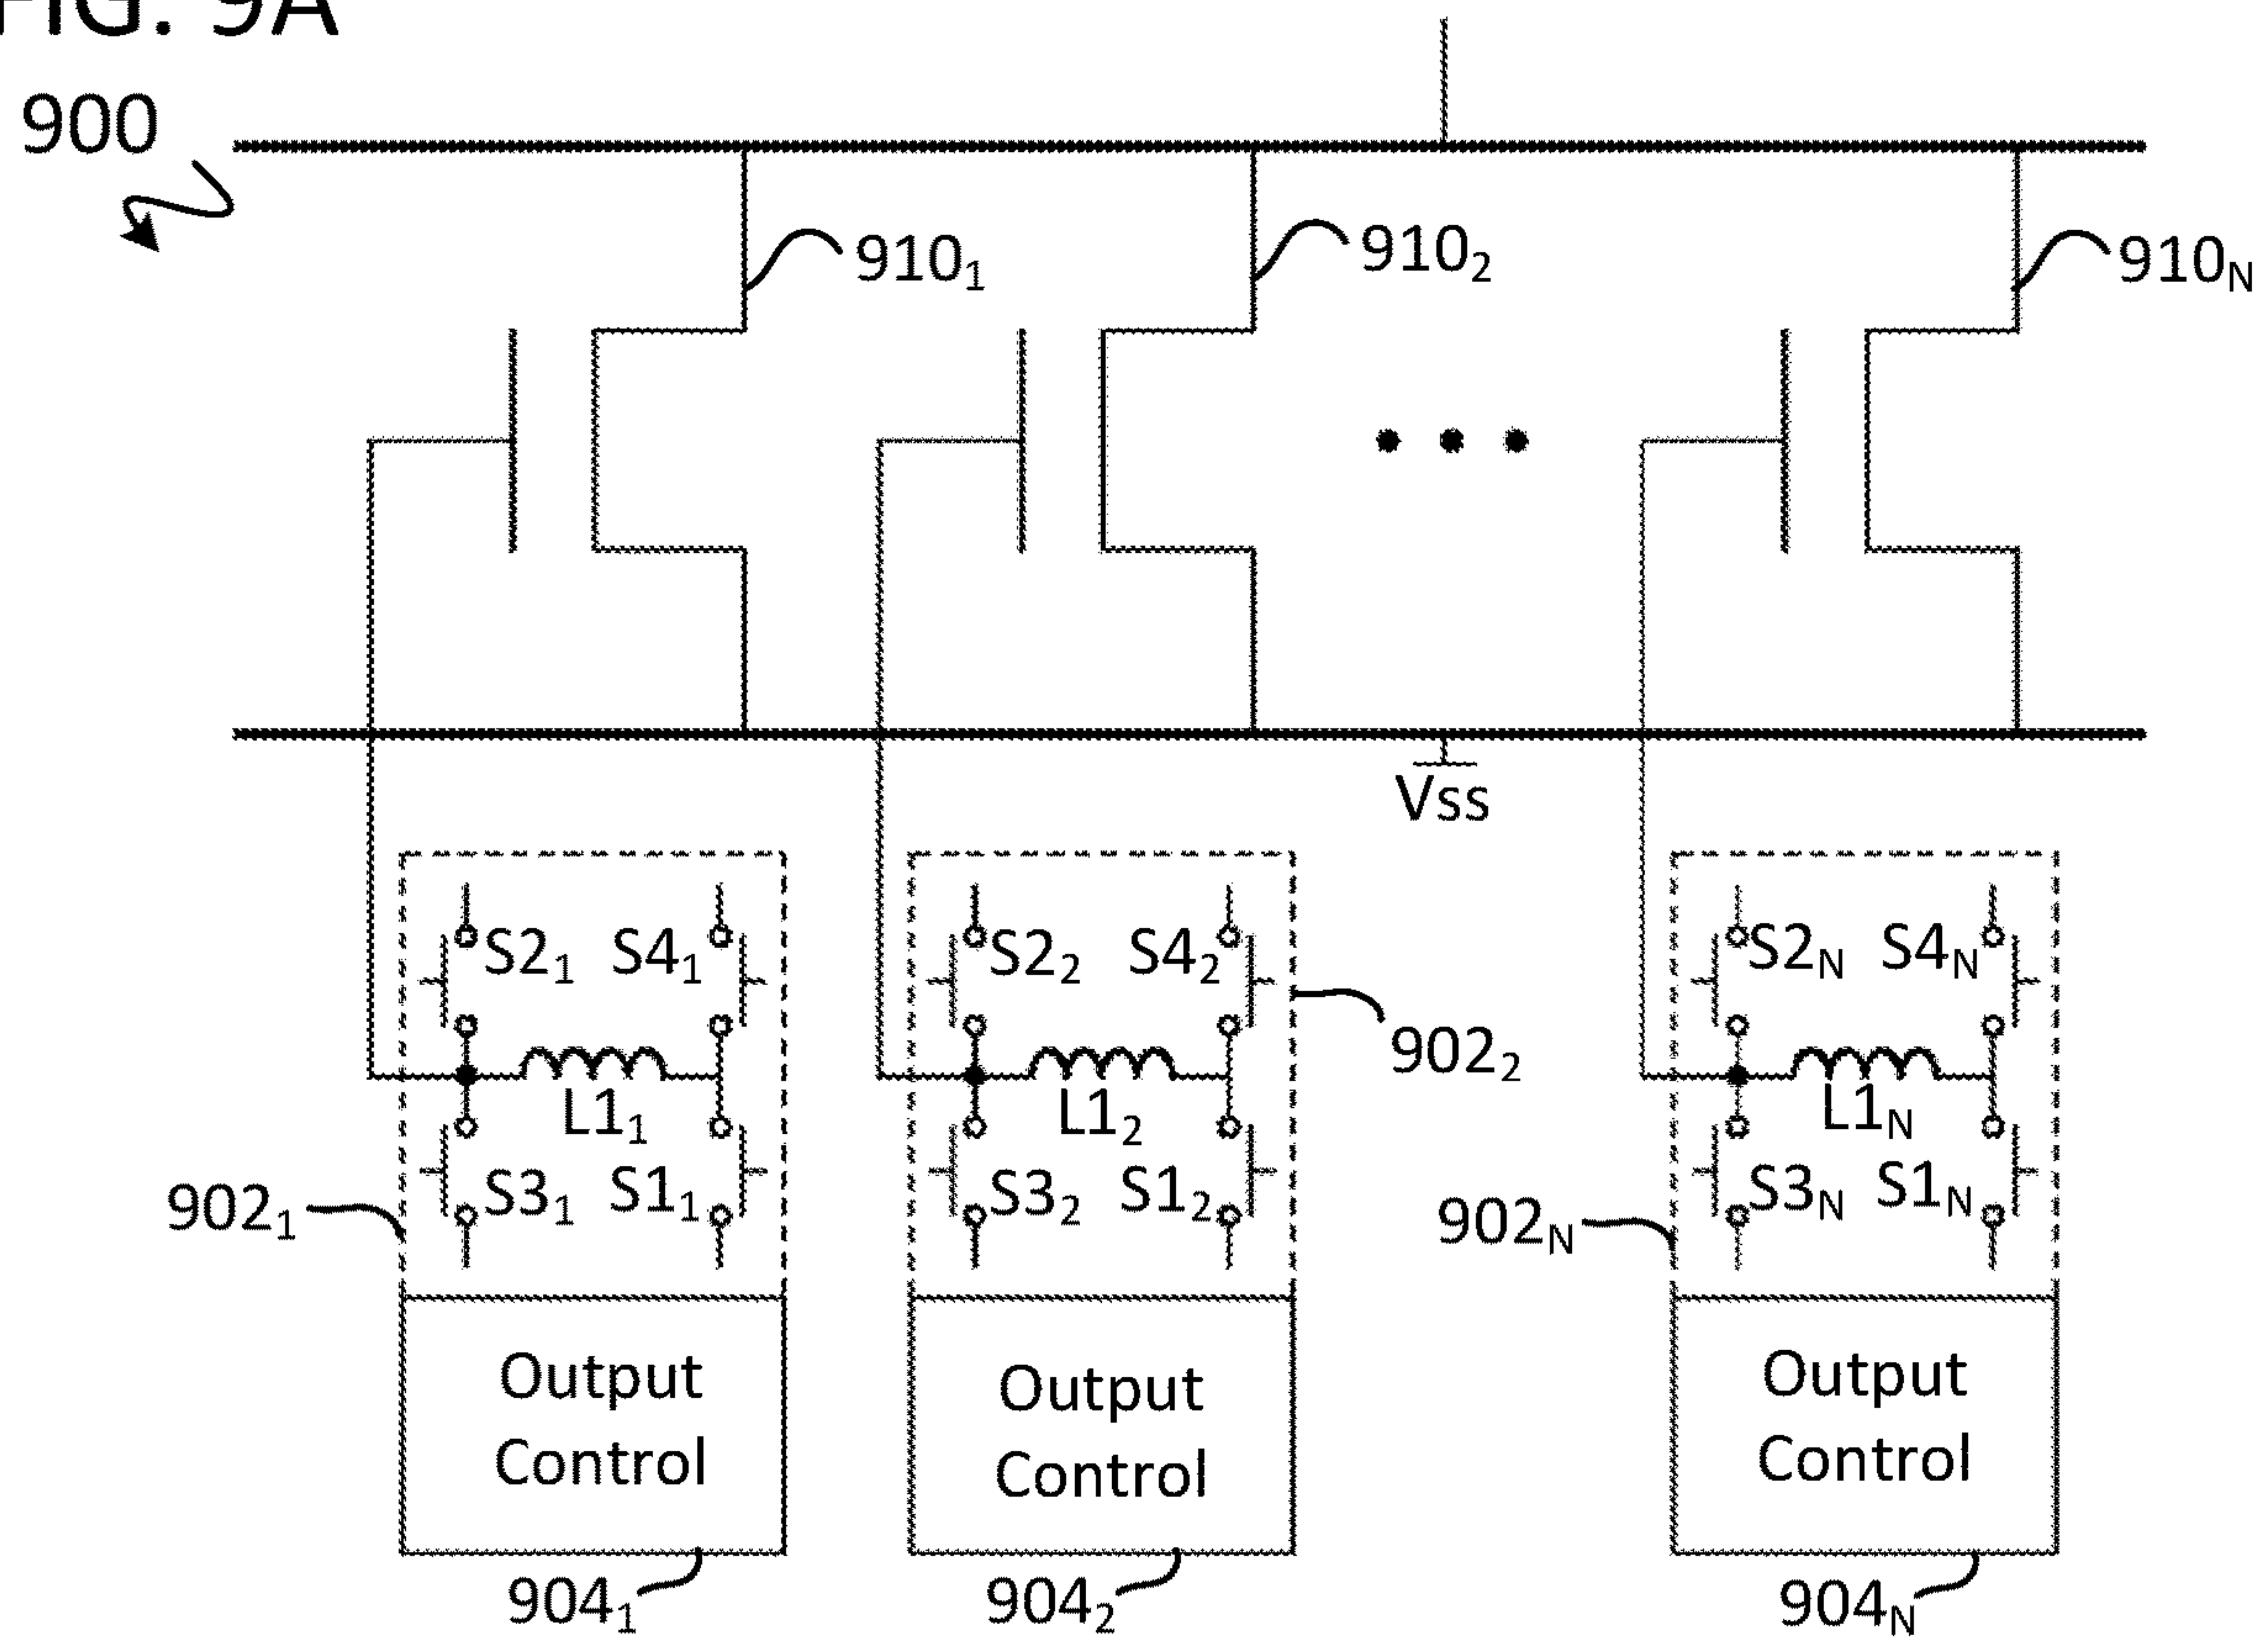 FIG. 9A
900
910₁
910₂
910N
Vss
S2₁ S4₁
S2₂ S4₂
S2N S4N
902₂
L1₁
L1₂
L1N
S3₁ S1₁
S3₂ S1₂
S3N S1N
902₁
902N
Output
Control
Output
Control
Output
Control
904₁
904₂
904N